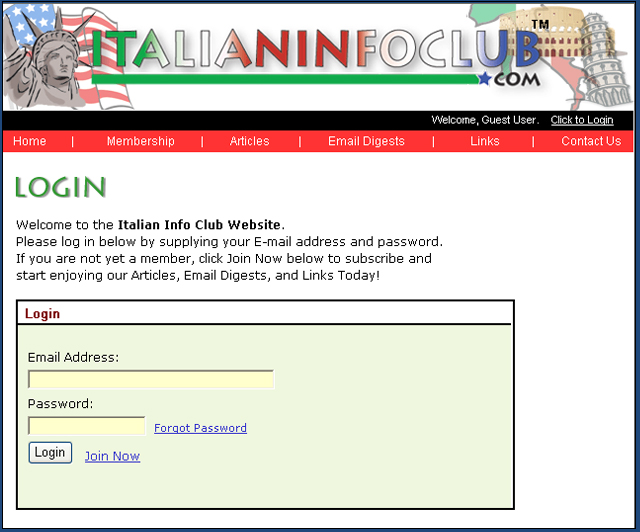 ITALIANINFOCLUB™
.COM
Welcome, Guest User. Click to Login
Home | Membership | Articles | Email Digests | Links | Contact Us
LOGIN
Welcome to the Italian Info Club Website.
Please log in below by supplying your E-mail address and password.
If you are not yet a member, click Join Now below to subscribe and
start enjoying our Articles, Email Digests, and Links Today!
Login
Email Address:
Password:
Forgot Password
Login Join Now